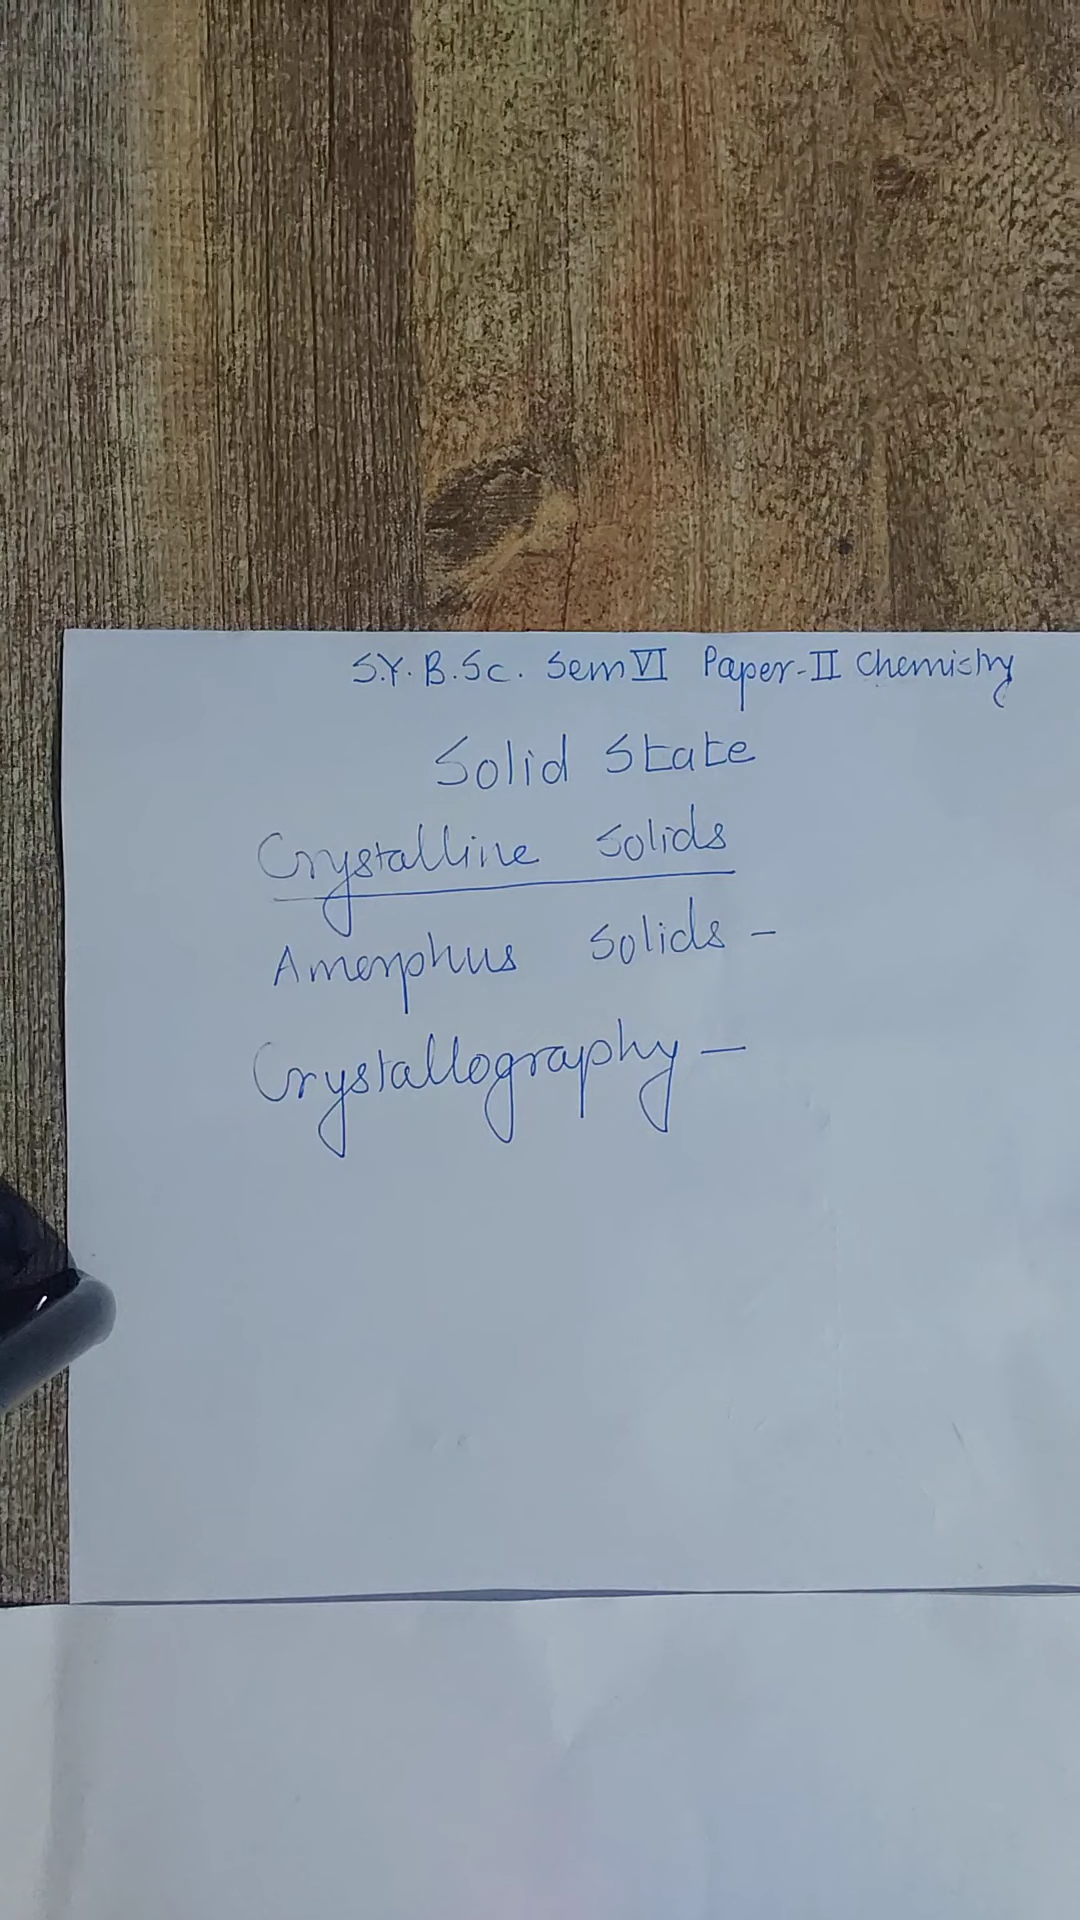 S.Y. B.Sc. Sem VI Paper-II Chemistry
Solid State
Crystalline Solids
Amorphus Solids -
Crystallography -